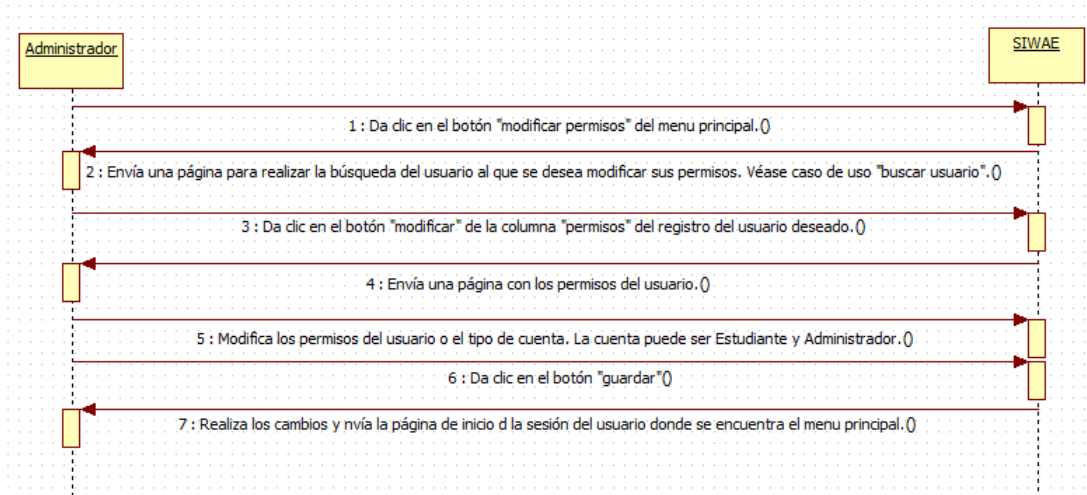 Administrador
SIWAE
1 : Da clic en el botón "modificar permisos" del menu principal.()
2 : Envía una página para realizar la búsqueda del usuario al que se desea modificar sus permisos. Véase caso de uso "buscar usuario".()
3 : Da clic en el botón "modificar" de la columna "permisos" del registro del usuario deseado.()
4 : Envía una página con los permisos del usuario.()
5 : Modifica los permisos del usuario o el tipo de cuenta. La cuenta puede ser Estudiante y Administrador.()
6 : Da clic en el botón "guardar"()
7 : Realiza los cambios y nvía la página de inicio d la sesión del usuario donde se encuentra el menu principal.()